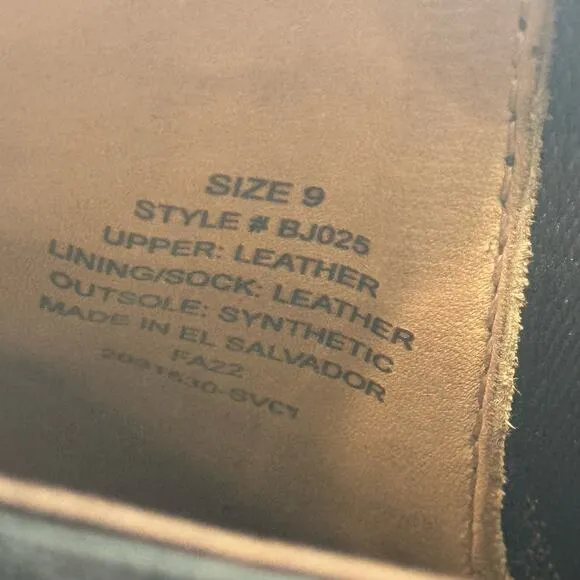 SIZE 9
STYLE # BJ025
UPPER: LEATHER
LINING/SOCK: LEATHER
OUTSOLE: SYNTHETIC
MADE IN EL SALVADOR
FA22